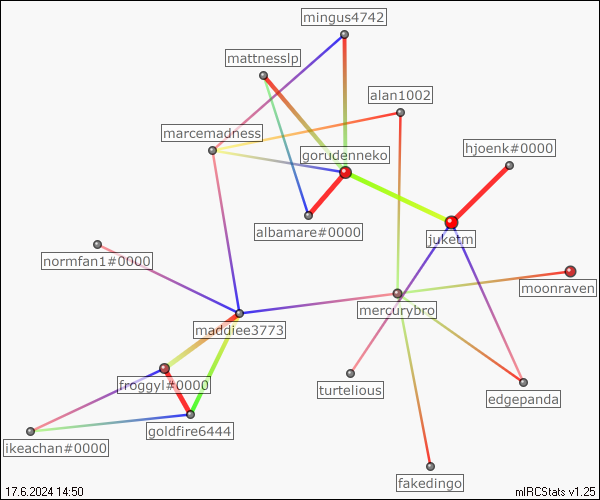 mingus4742
mattnesslp
alan1002
marcemadness
hjoenk#0000
gorudenneko
albamare#0000
juketm
normfan1#0000
moonraven
mercurybro
maddiee3773
froggyl#0000
turtelious
edgepanda
goldfire6444
ikeachan#0000
fakedingo
17.6.2024 14:50
mIRCStats v1.25